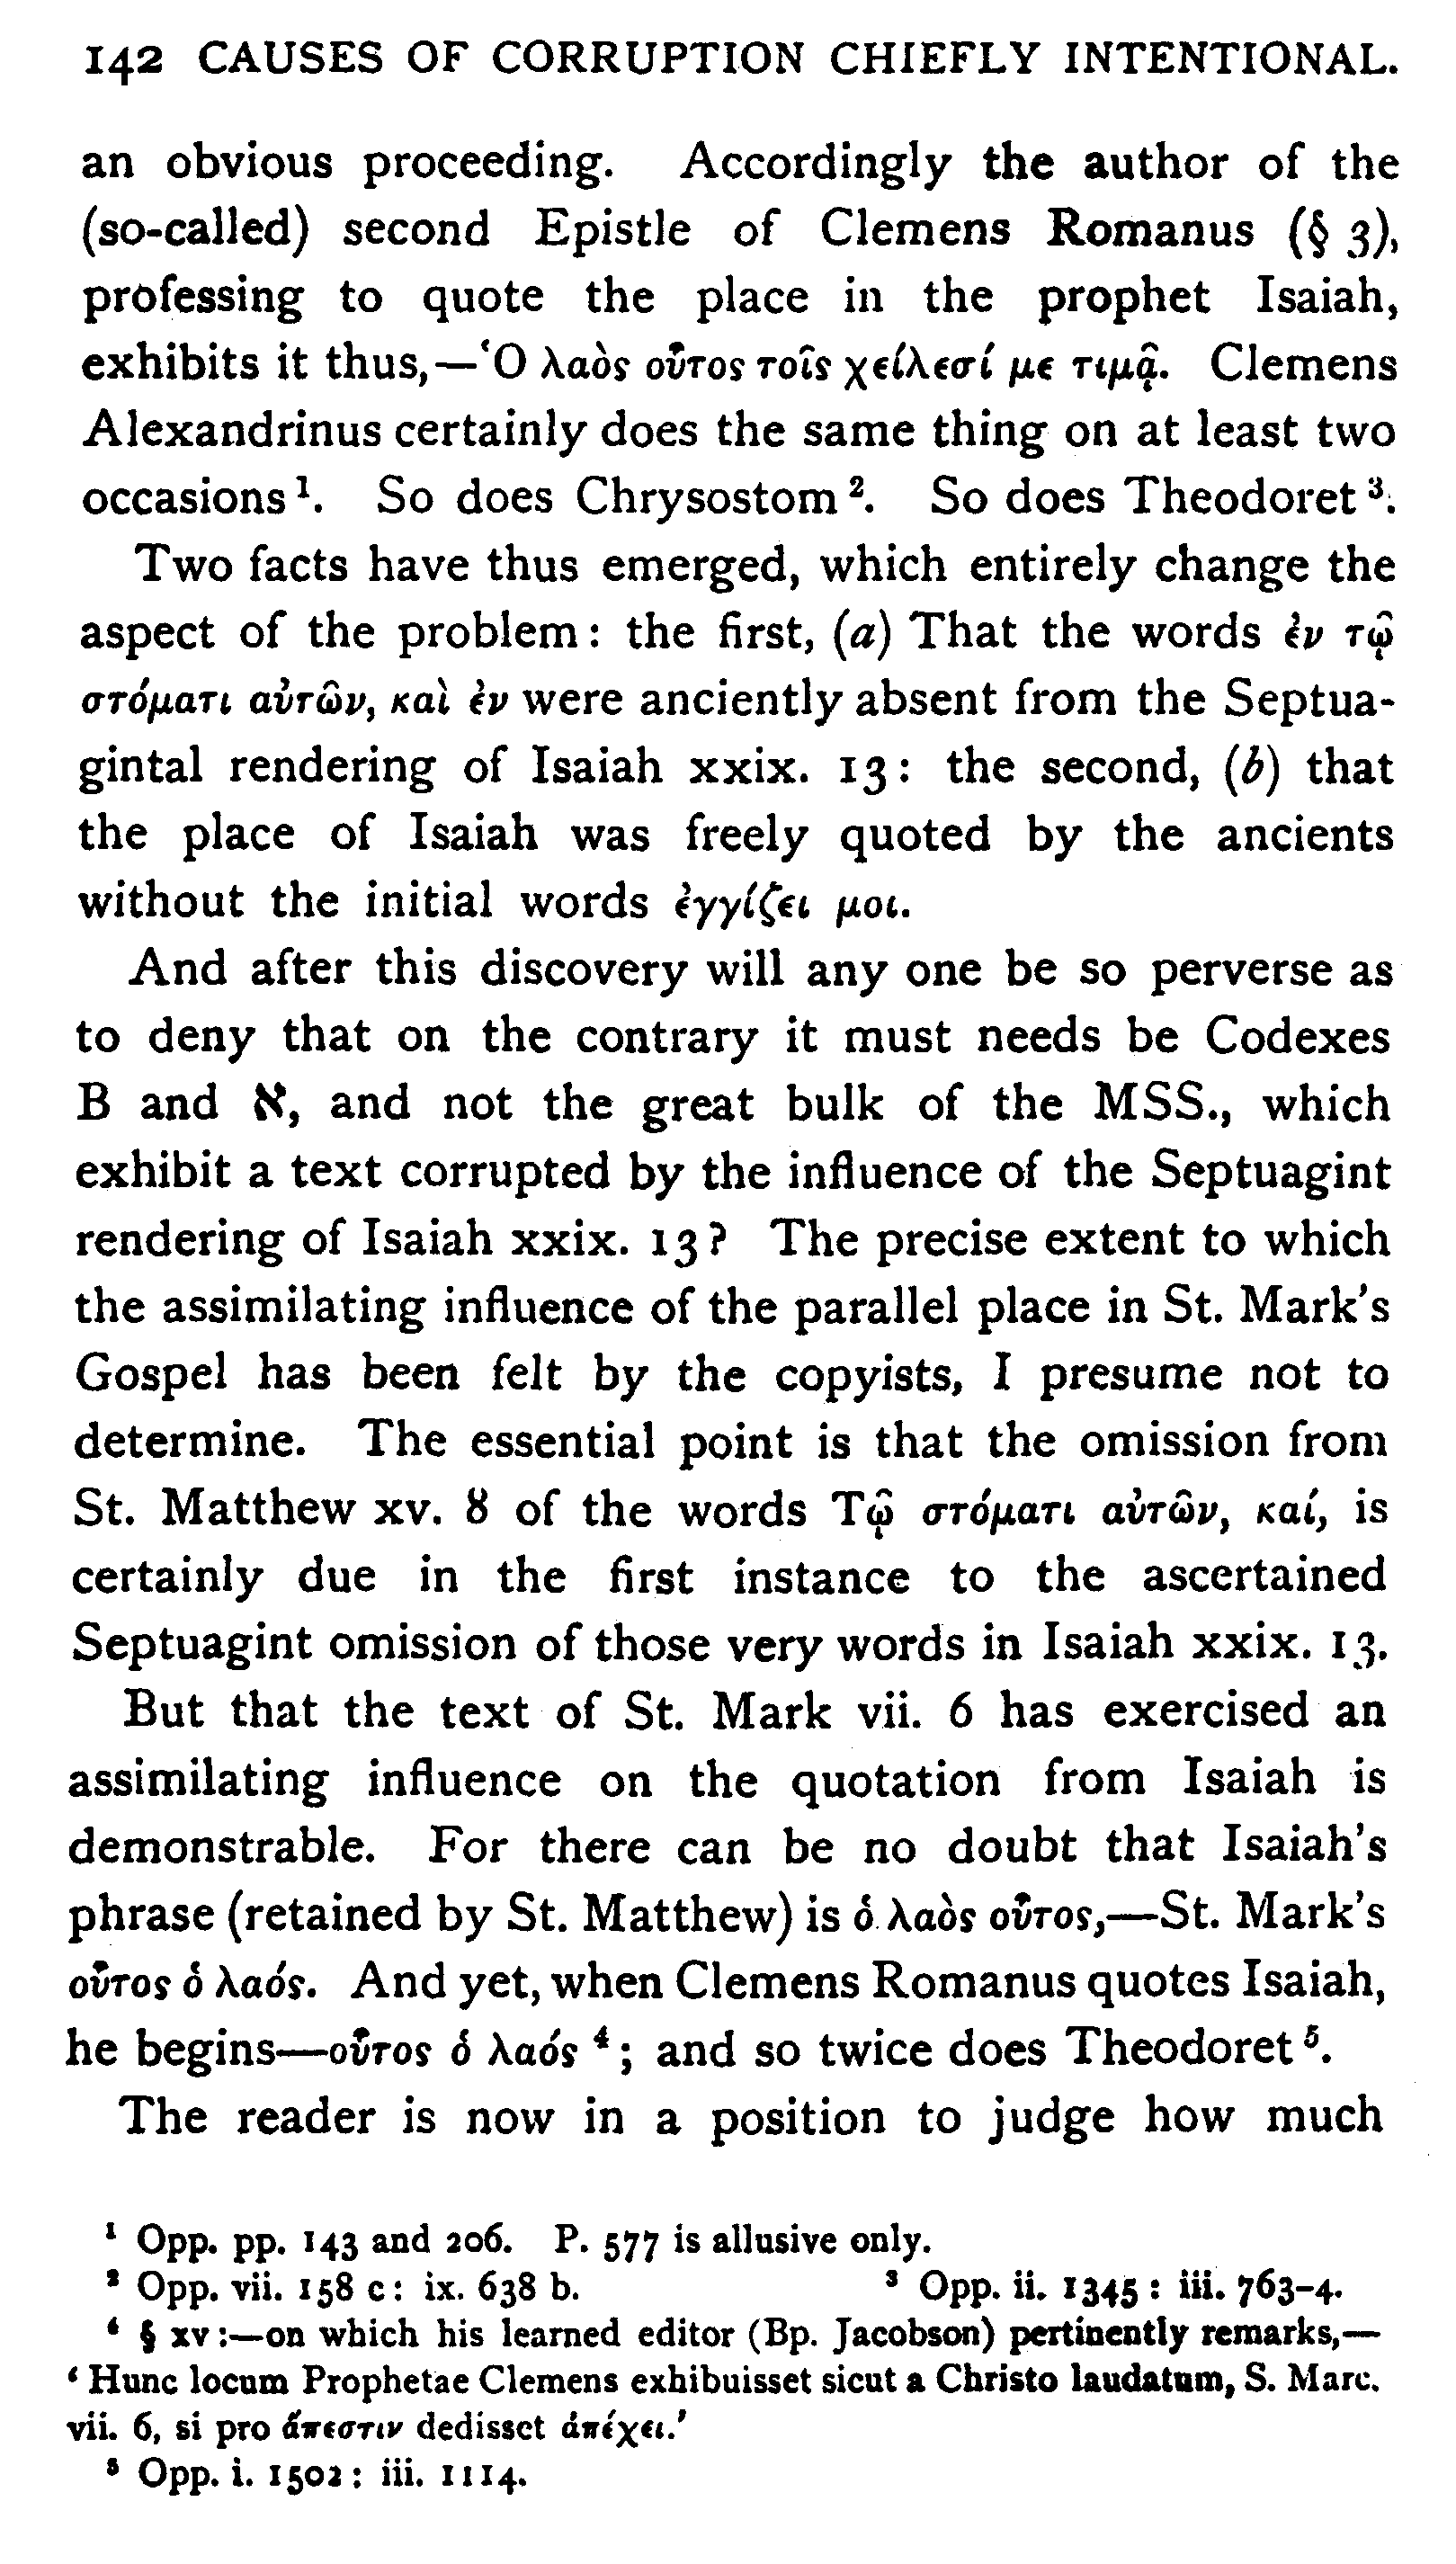 142 CAUSES OF CORRUPTION CHIEFLY INTENTIONAL.
an obvious proceeding. Accordingly the author of the
(so-called) second Epistle of Clemens Romanus (§ 3),
professing to quote the place in the prophet Isaiah,
exhibits it thus,—Ὁ λαὸς οὗτος τοῖς χείλεσί με τιμᾷ. Clemens
Alexandrinus certainly does the same thing on at least two
occasions ¹. So does Chrysostom ². So does Theodoret ³.
Two facts have thus emerged, which entirely change the
aspect of the problem: the first, (a) That the words ἐν τῷ
στόματι αὐτῶν, καὶ ἐν were anciently absent from the Septua-
gintal rendering of Isaiah xxix. 13: the second, (b) that
the place of Isaiah was freely quoted by the ancients
without the initial words ἐγγίζει μοι.
And after this discovery will any one be so perverse as
to deny that on the contrary it must needs be Codexes
B and א, and not the great bulk of the MSS., which
exhibit a text corrupted by the influence of the Septuagint
rendering of Isaiah xxix. 13? The precise extent to which
the assimilating influence of the parallel place in St. Mark's
Gospel has been felt by the copyists, I presume not to
determine. The essential point is that the omission from
St. Matthew xv. 8 of the words Τῷ στόματι αὐτῶν, καί, is
certainly due in the first instance to the ascertained
Septuagint omission of those very words in Isaiah xxix. 13.
But that the text of St. Mark vii. 6 has exercised an
assimilating influence on the quotation from Isaiah is
demonstrable. For there can be no doubt that Isaiah's
phrase (retained by St. Matthew) is ὁ λαὸς οὗτος,—St. Mark's
οὗτος ὁ λαός. And yet, when Clemens Romanus quotes Isaiah,
he begins—οὗτος ὁ λαός ⁴; and so twice does Theodoret ⁵.
The reader is now in a position to judge how much
¹ Opp. pp. 143 and 206. P. 577 is allusive only.
² Opp. vii. 158 c: ix. 638 b. ³ Opp. ii. 1345: iii. 763-4.
⁴ § xv:—on which his learned editor (Bp. Jacobson) pertinently remarks,—
'Hunc locum Prophetae Clemens exhibuisset sicut a Christo laudatum, S. Marc.
vii. 6, si pro ἄπεστιν dedisset ἀπέχει.'
⁵ Opp. i. 1502: iii. 1114.